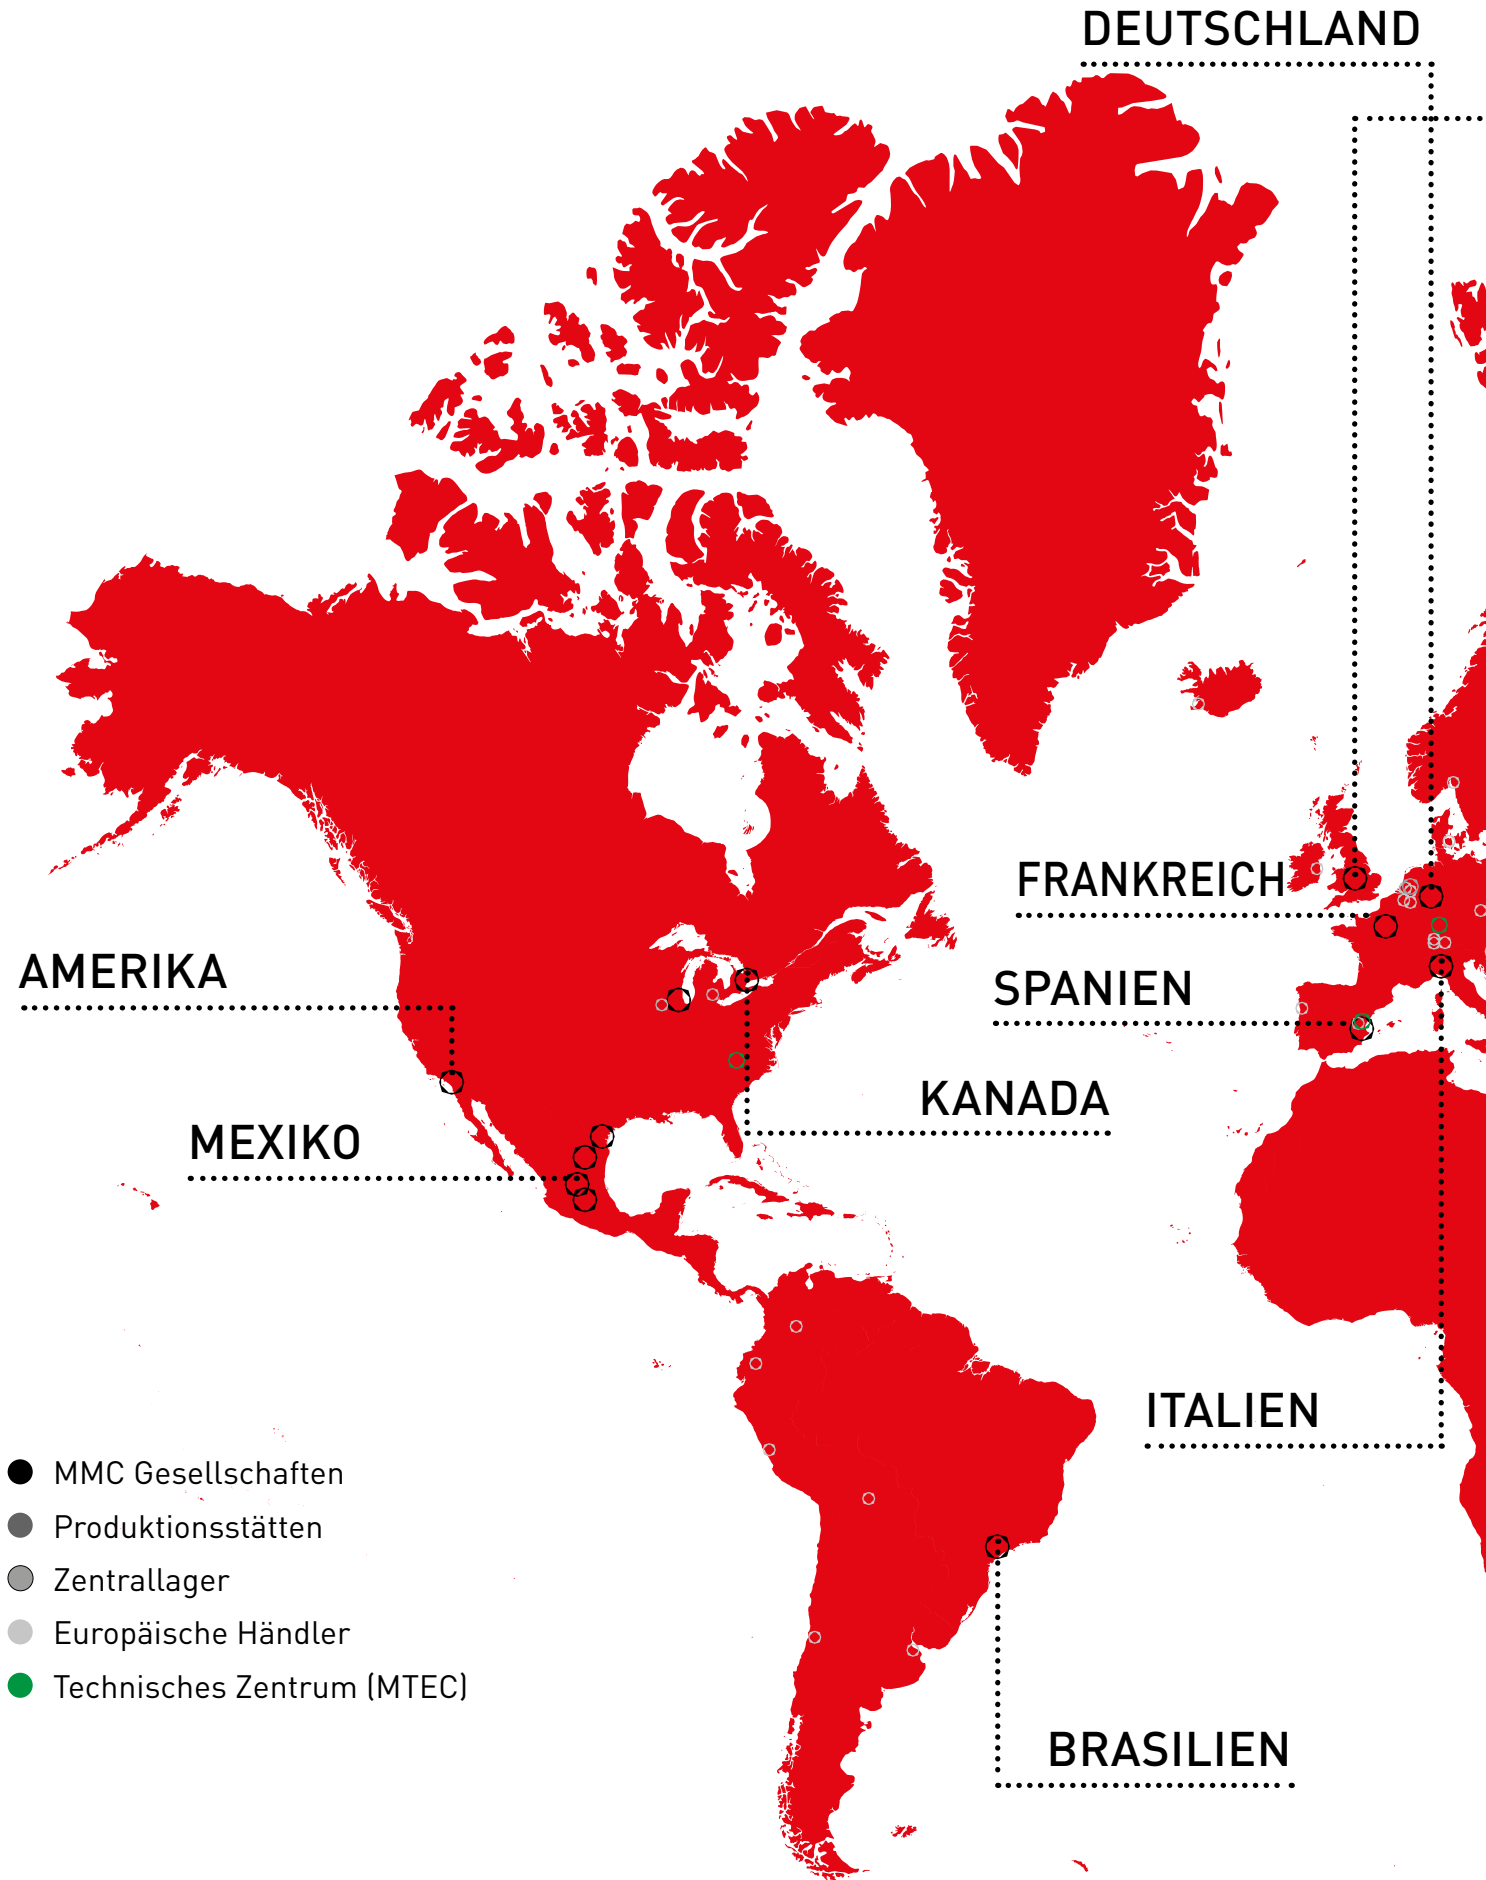 DEUTSCHLAND
FRANKREICH
AMERIKA
SPANIEN
KANADA
MEXIKO
ITALIEN
MMC Gesellschaften
Produktionsstätten
Zentrallager
Europäische Händler
Technisches Zentrum (MTEC)
BRASILIEN